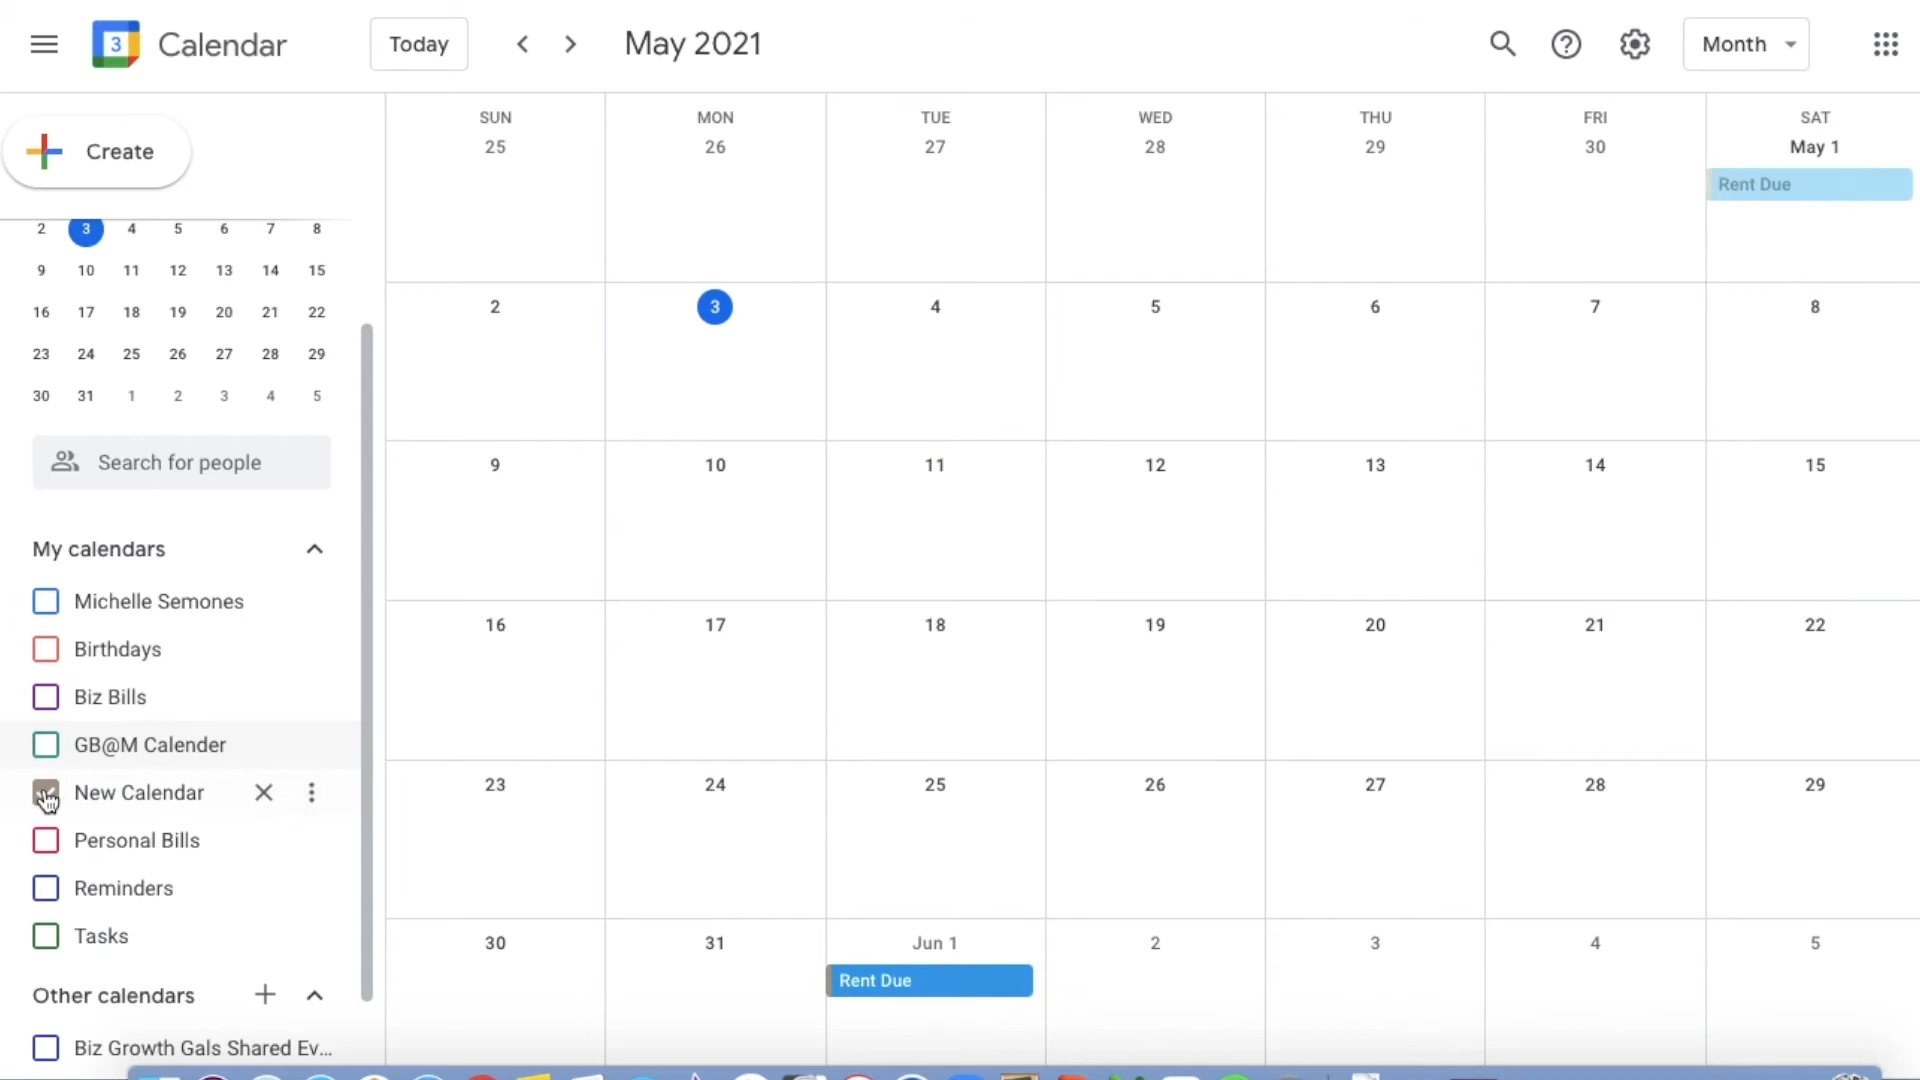 3 Calendar Today May 2021 Month
Create
SUN MON TUE WED THU FRI SAT
25 26 27 28 29 30 May 1
Rent Due
2 3 4 5 6 7 8
9 10 11 12 13 14 15
16 17 18 19 20 21 22
23 24 25 26 27 28 29
30 31 1 2 3 4 5
2 3 4 5 6 7 8
Search for people
9 10 11 12 13 14 15
My calendars
Michelle Semones
16 17 18 19 20 21 22
Birthdays
Biz Bills
GB@M Calender
23 24 25 26 27 28 29
New Calendar
Personal Bills
Reminders
Tasks
30 31 Jun 1 2 3 4 5
Rent Due
Other calendars
Biz Growth Gals Shared Ev...